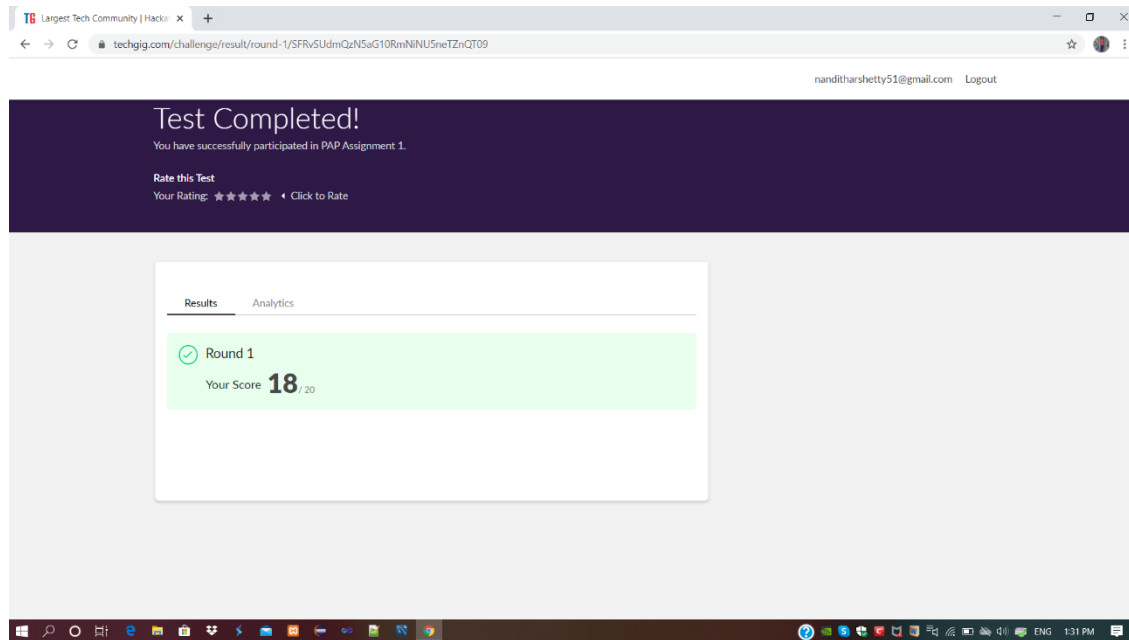 TG Largest Tech Community | Hacka
techgig.com/challenge/result/round-1/SFRvSUdmQzN5aG10RmNiNU5neTZnQT09
nanditharshetty51@gmail.com Logout
Test Completed!
You have successfully participated in PAP Assignment 1.
Rate this Test
Your Rating: Click to Rate
Results Analytics
Round 1
Your Score 18 / 20
ENG 1:31 PM